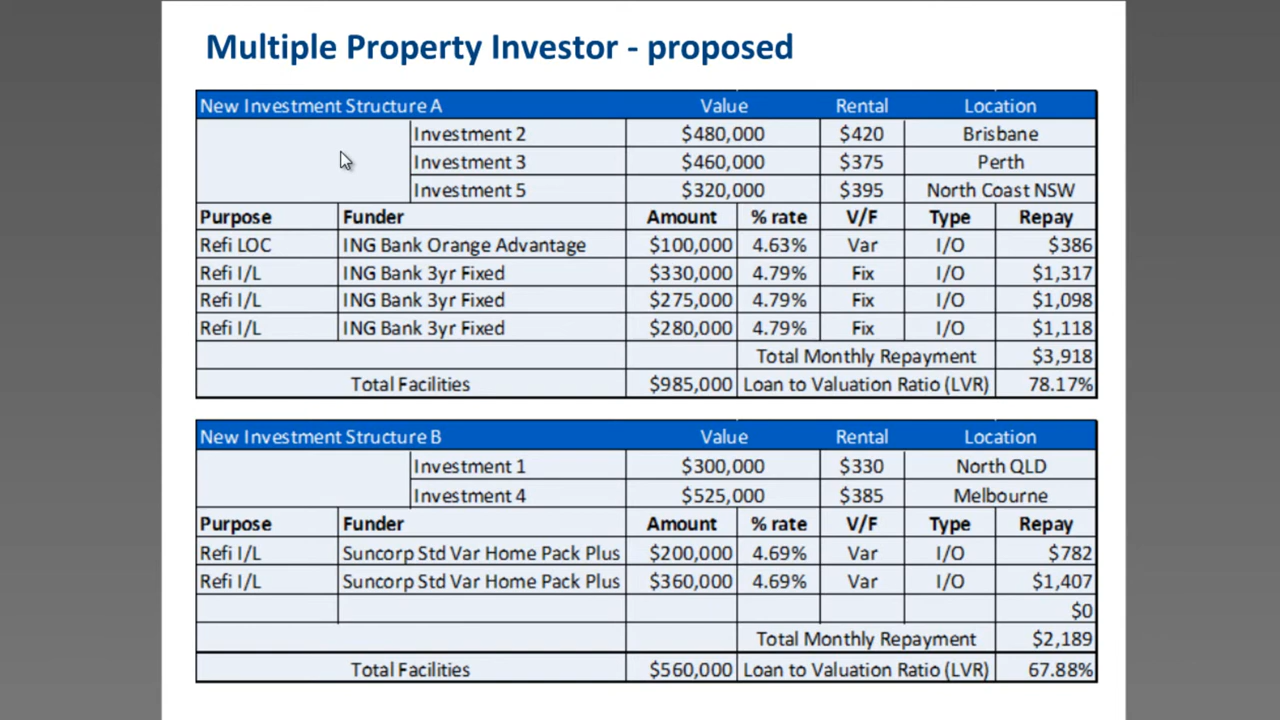 Multiple Property Investor - proposed
New Investment Structure A Value Rental Location
Investment 2 $480,000 $420 Brisbane
Investment 3 $460,000 $375 Perth
Investment 5 $320,000 $395 North Coast NSW
Purpose Funder Amount % rate V/F Type Repay
Refi LOC ING Bank Orange Advantage $100,000 4.63% Var I/O $386
Refi I/L ING Bank 3yr Fixed $330,000 4.79% Fix I/O $1,317
Refi I/L ING Bank 3yr Fixed $275,000 4.79% Fix I/O $1,098
Refi I/L ING Bank 3yr Fixed $280,000 4.79% Fix I/O $1,118
Total Monthly Repayment $3,918
Total Facilities $985,000 Loan to Valuation Ratio (LVR) 78.17%
New Investment Structure B Value Rental Location
Investment 1 $300,000 $330 North QLD
Investment 4 $525,000 $385 Melbourne
Purpose Funder Amount % rate V/F Type Repay
Refi I/L Suncorp Std Var Home Pack Plus $200,000 4.69% Var I/O $782
Refi I/L Suncorp Std Var Home Pack Plus $360,000 4.69% Var I/O $1,407
$0
Total Monthly Repayment $2,189
Total Facilities $560,000 Loan to Valuation Ratio (LVR) 67.88%